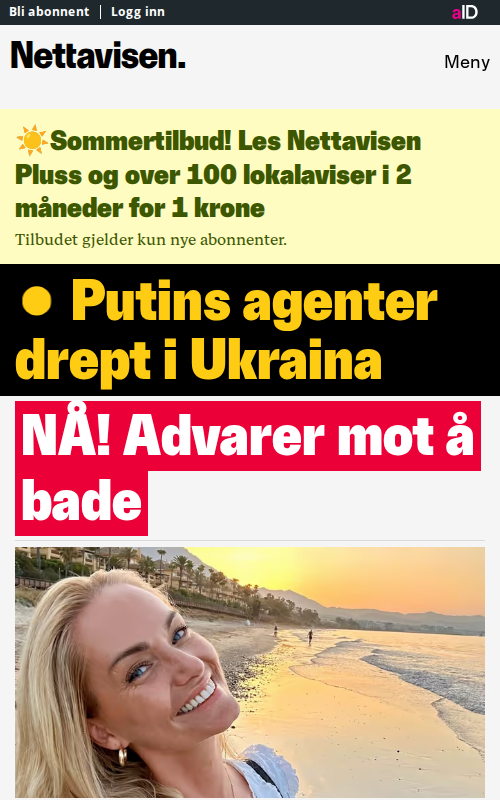 Bli abonnent | Logg inn
aID
Nettavisen.
Meny
Sommertilbud! Les Nettavisen
Pluss og over 100 lokalaviser i 2
måneder for 1 krone
Tilbudet gjelder kun nye abonnenter.
Putins agenter
drept i Ukraina
NÅ! Advarer mot å
bade